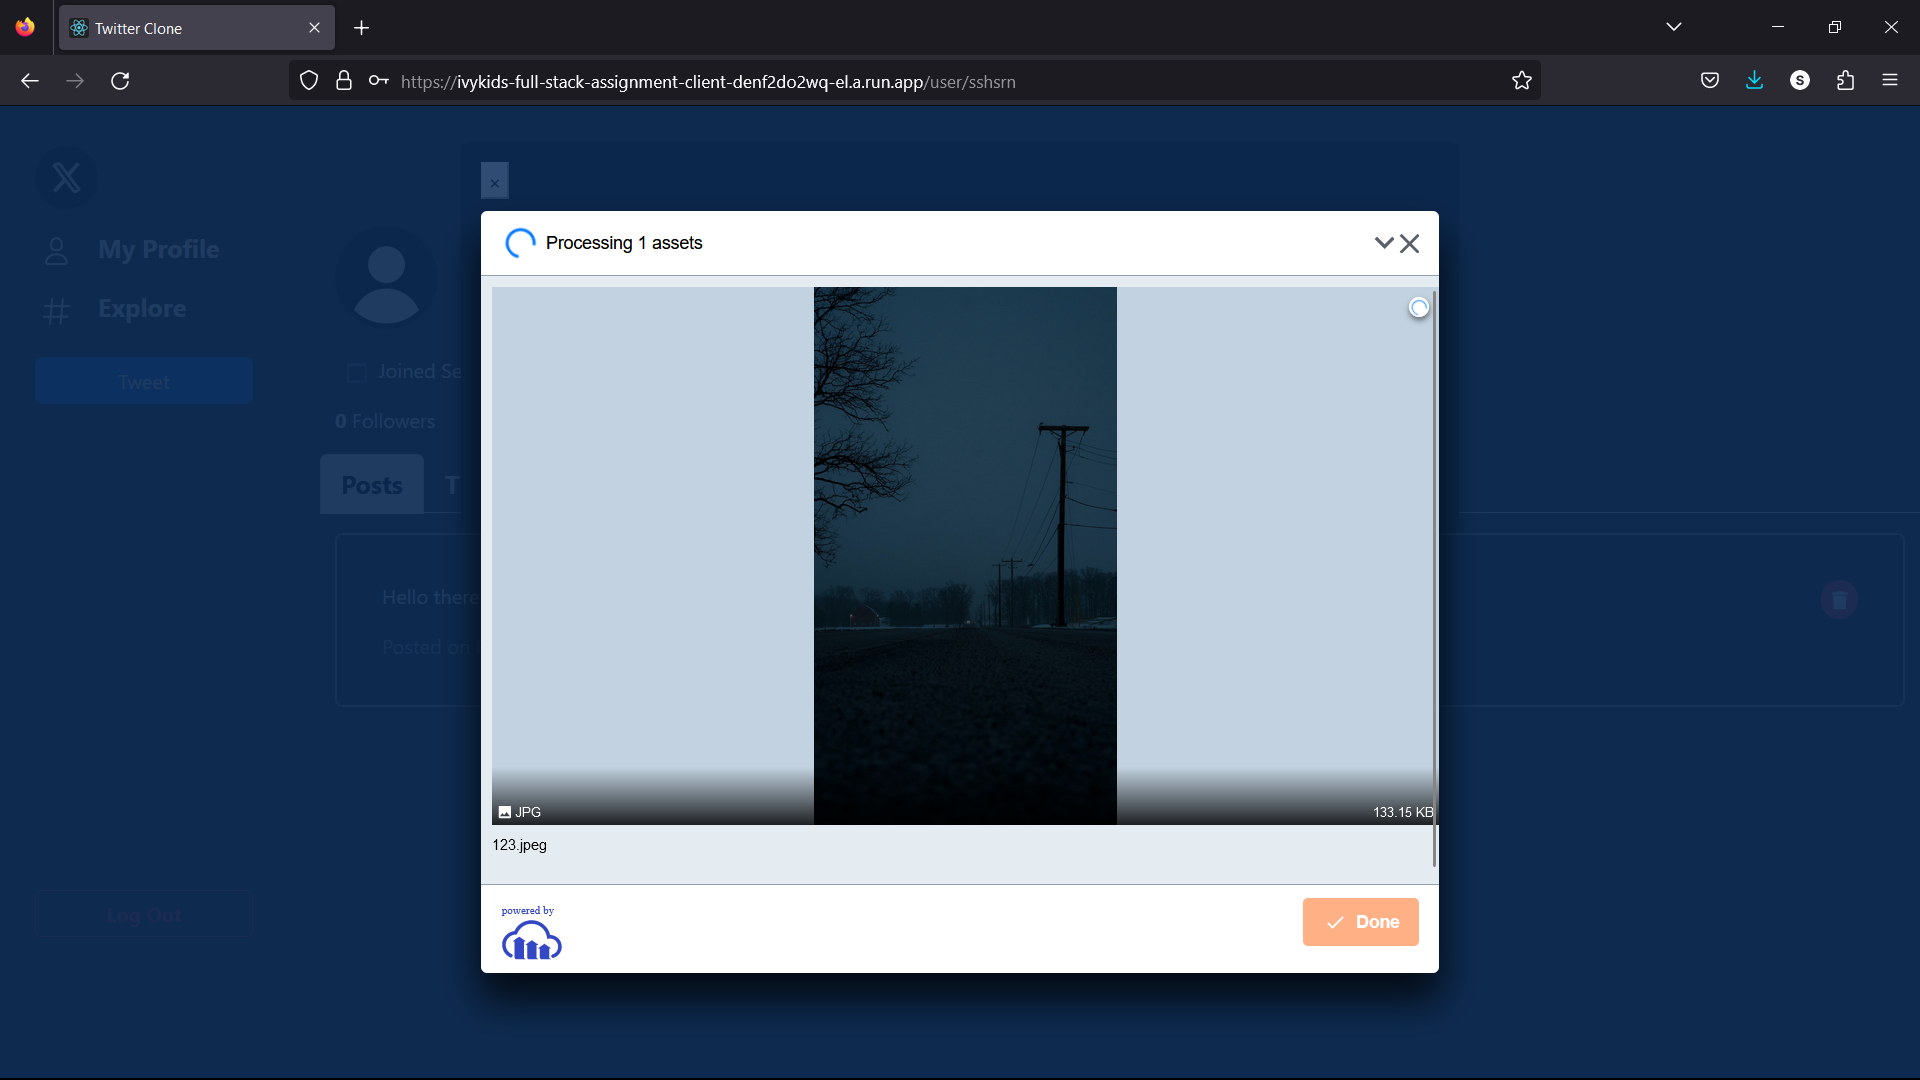 Twitter Clone
https://ivykids-full-stack-assignment-client-denf2do2wq-el.a.run.app/user/sshsrn
S
My Profile
Explore
Tweet
Joined Se
0 Followers
Posts T
Hello there
Posted on
Log Out
Processing 1 assets
JPG 133.15 KB
123.jpeg
powered by
Done